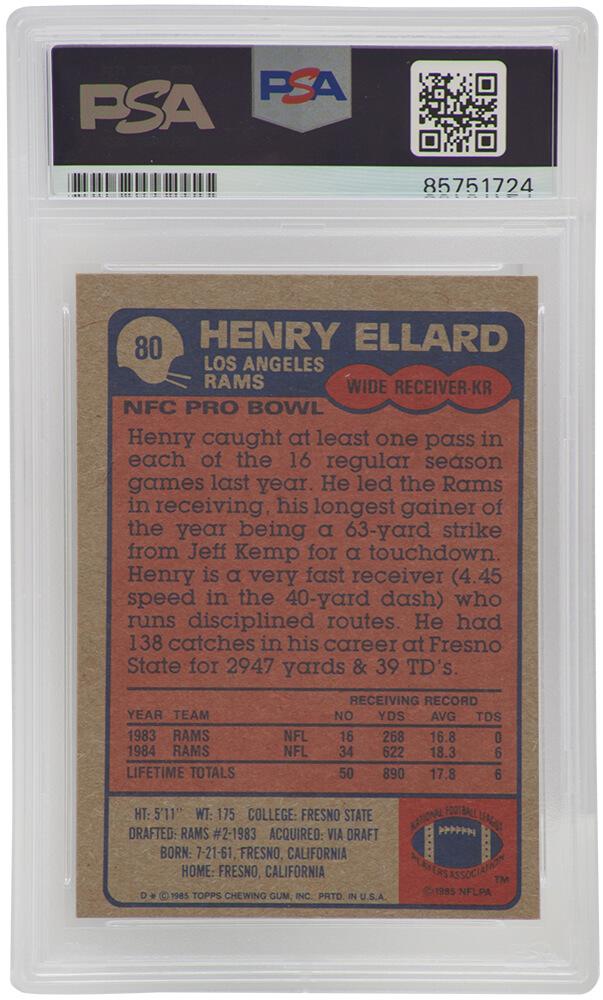 PSA
PSA
85751724
80
HENRY ELLARD
LOS ANGELES
RAMS
WIDE RECEIVER-KR
NFC PRO BOWL
Henry caught at least one pass in
each of the 16 regular season
games last year. He led the Rams
in receiving, his longest gainer of
the year being a 63-yard strike
from Jeff Kemp for a touchdown.
Henry is a very fast receiver (4.45
speed in the 40-yard dash) who
runs disciplined routes. He had
138 catches in his career at Fresno
State for 2947 yards & 39 TD's.
RECEIVING RECORD
YEAR TEAM NO YDS AVG TDS
1983 RAMS NFL 16 268 16.8 0
1984 RAMS NFL 34 622 18.3 6
LIFETIME TOTALS 50 890 17.8 6
HT: 5'11" WT: 175 COLLEGE: FRESNO STATE
DRAFTED: RAMS #2-1983 ACQUIRED: VIA DRAFT
BORN: 7-21-61, FRESNO, CALIFORNIA
HOME: FRESNO, CALIFORNIA
D * © 1985 TOPPS CHEWING GUM, INC. PRTD. IN U.S.A.
NATIONAL FOOTBALL LEAGUE
PLAYERS ASSOCIATION
TM
© 1985 NFLPA